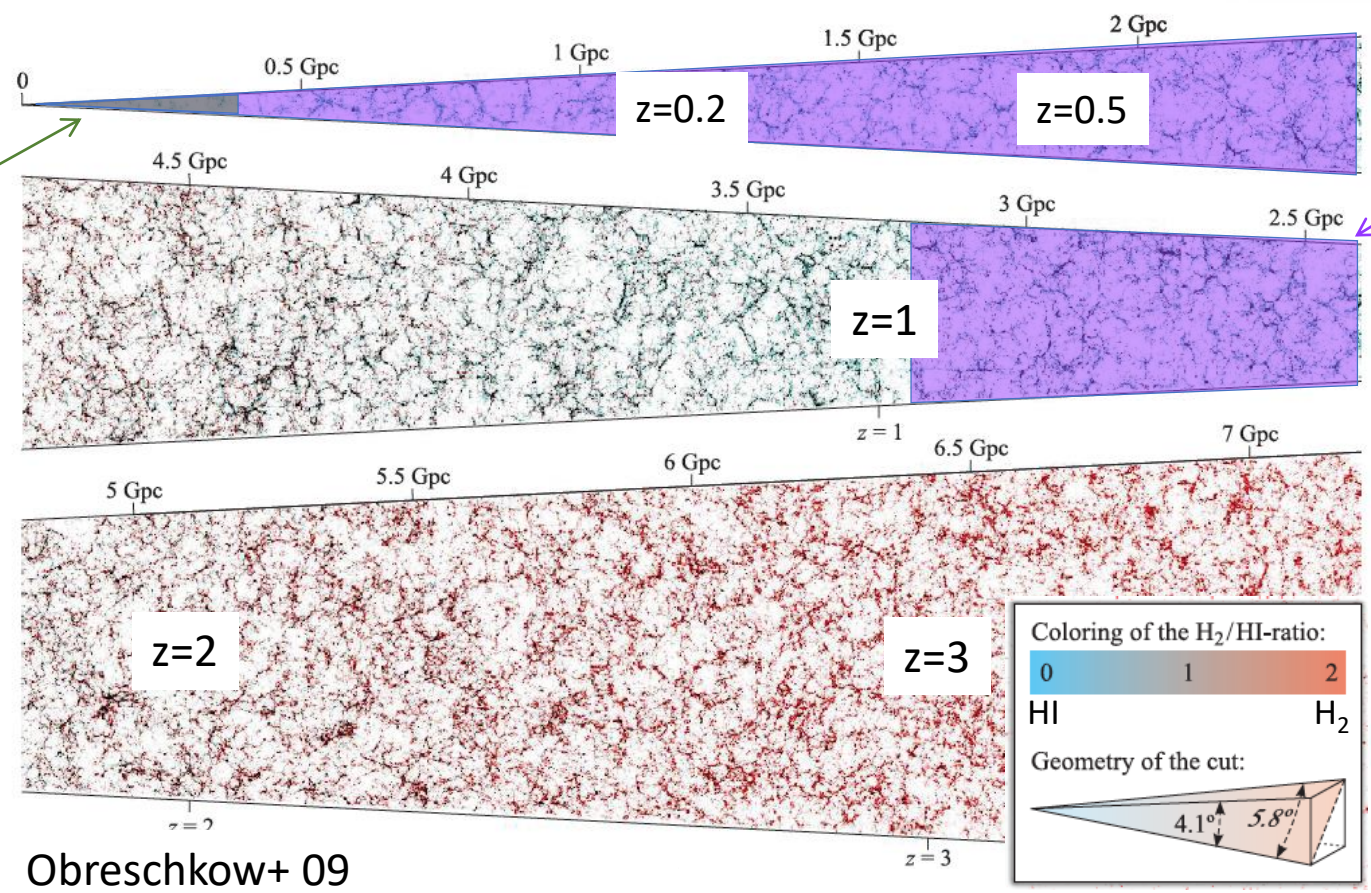 0
0.5 Gpc
1 Gpc
1.5 Gpc
2 Gpc
z=0.2
z=0.5
4.5 Gpc
4 Gpc
3.5 Gpc
3 Gpc
2.5 Gpc
z=1
z = 1
5 Gpc
5.5 Gpc
6 Gpc
6.5 Gpc
7 Gpc
z=2
z=3
z = 2
z = 3
Coloring of the H₂/HI-ratio:
0 1 2
HI H₂
Geometry of the cut:
4.1° 5.8°
Obreschkow+ 09